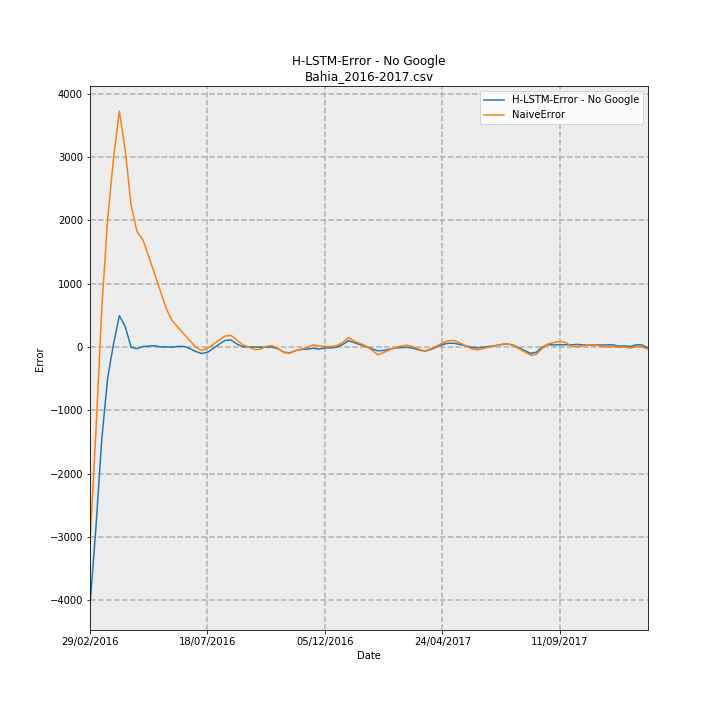 H-LSTM-Error - No Google
Bahia_2016-2017.csv
H-LSTM-Error - No Google
NaiveError
4000
3000
2000
1000
0
−1000
−2000
−3000
−4000
Error
29/02/2016 18/07/2016 05/12/2016 24/04/2017 11/09/2017
Date